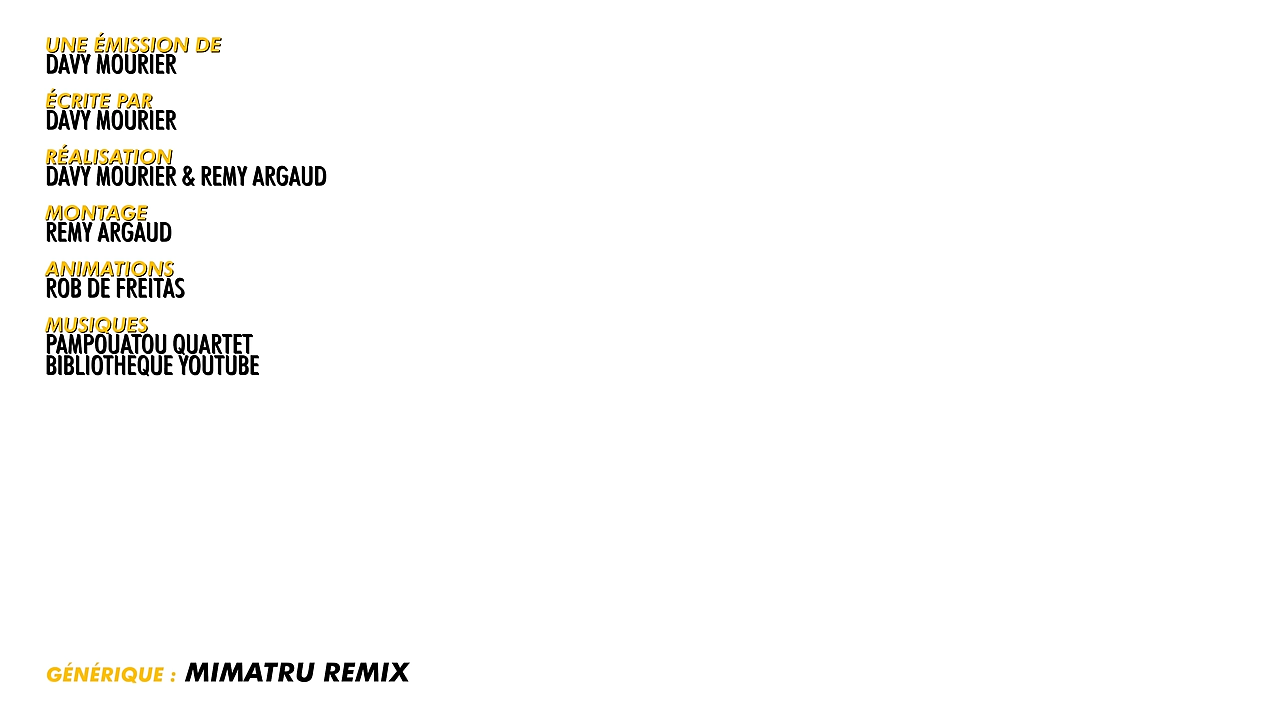 UNE ÉMISSION DE
DAVY MOURIER
ÉCRITE PAR
DAVY MOURIER
RÉALISATION
DAVY MOURIER & REMY ARGAUD
MONTAGE
REMY ARGAUD
ANIMATIONS
ROB DE FREITAS
MUSIQUES
PAMPOUATOU QUARTET
BIBLIOTHEQUE YOUTUBE
GÉNÉRIQUE : MIMATRU REMIX